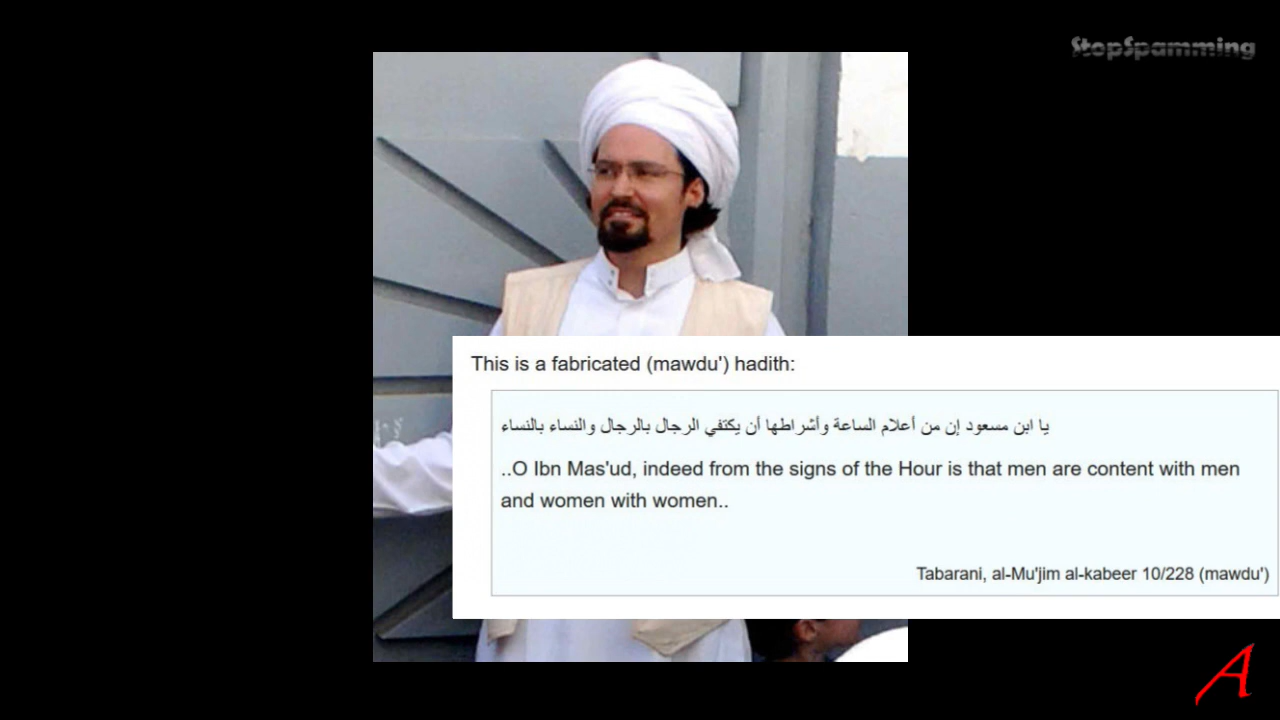 StopSpamming
This is a fabricated (mawdu') hadith:
يا ابن مسعود إن من أعلام الساعة وأشراطها أن يكتفي الرجال بالرجال والنساء بالنساء
..O Ibn Mas'ud, indeed from the signs of the Hour is that men are content with men
and women with women..
Tabarani, al-Mu'jim al-kabeer 10/228 (mawdu')
A